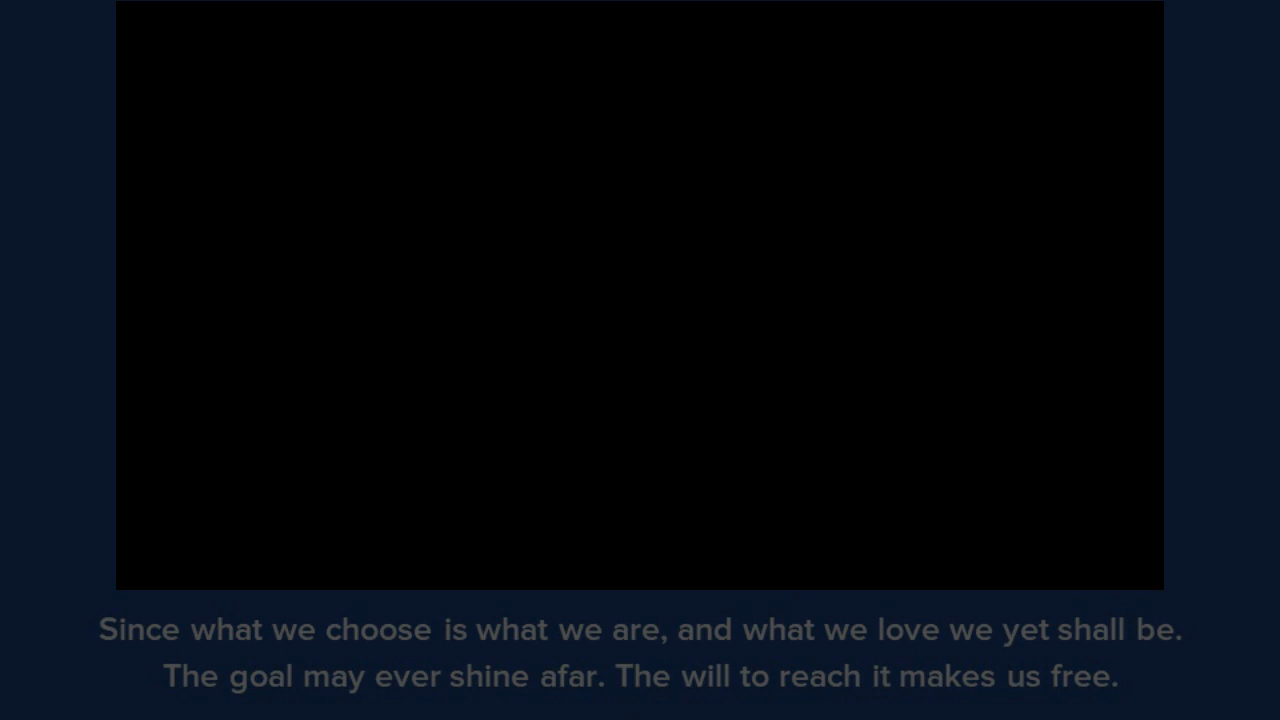 Since what we choose is what we are, and what we love we yet shall be.
The goal may ever shine afar. The will to reach it makes us free.